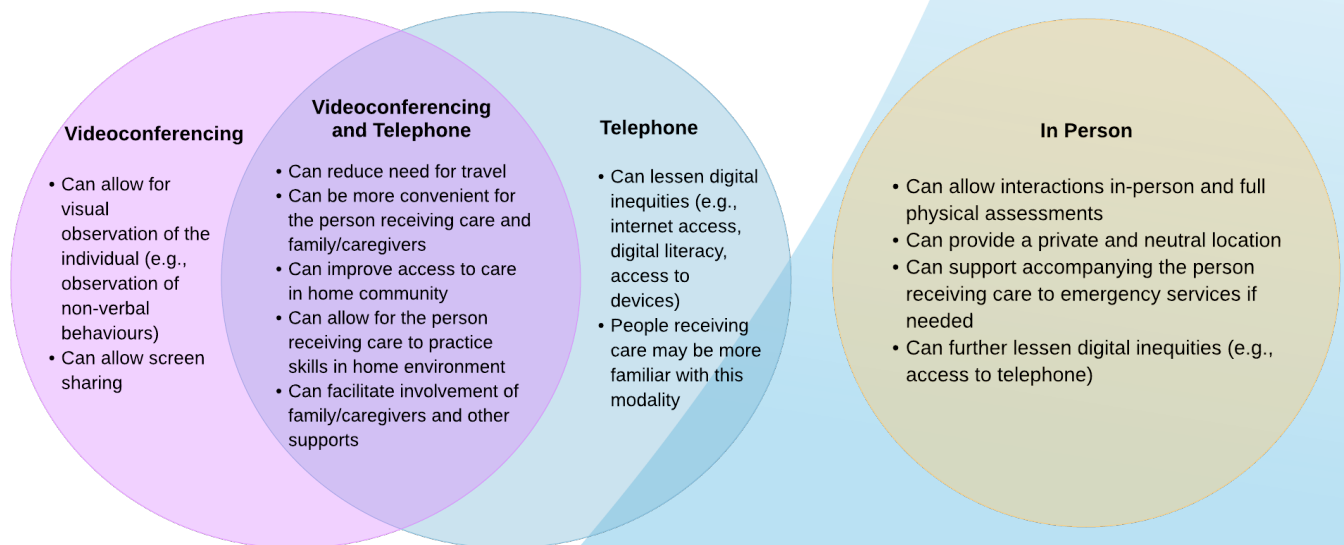 Videoconferencing
• Can allow for
visual
observation of the
individual (e.g.,
observation of
non-verbal
behaviours)
• Can allow screen
sharing
Videoconferencing
and Telephone
• Can reduce need for travel
• Can be more convenient for
the person receiving care and
family/caregivers
• Can improve access to care
in home community
• Can allow for the person
receiving care to practice
skills in home environment
• Can facilitate involvement of
family/caregivers and other
supports
Telephone
• Can lessen digital
inequities (e.g.,
internet access,
digital literacy,
access to
devices)
• People receiving
care may be more
familiar with this
modality
In Person
• Can allow interactions in-person and full
physical assessments
• Can provide a private and neutral location
• Can support accompanying the person
receiving care to emergency services if
needed
• Can further lessen digital inequities (e.g.,
access to telephone)